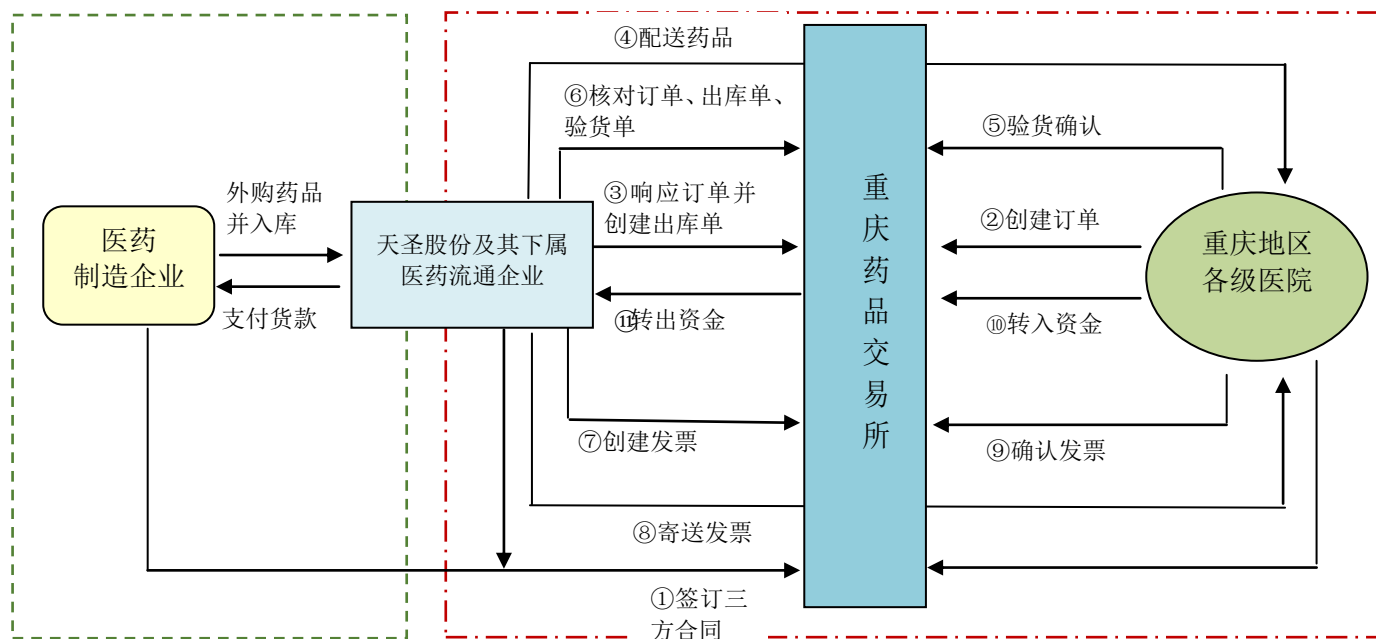 ④配送药品
⑥核对订单、出库单、
验货单
⑤验货确认
外购药品
并入库
③响应订单并
创建出库单
②创建订单
医药
制造企业
天圣股份及其下属
医药流通企业
重庆药品交易所
重庆地区
各级医院
支付货款
⑪转出资金
⑩转入资金
⑦创建发票
⑨确认发票
⑧寄送发票
①签订三
方合同